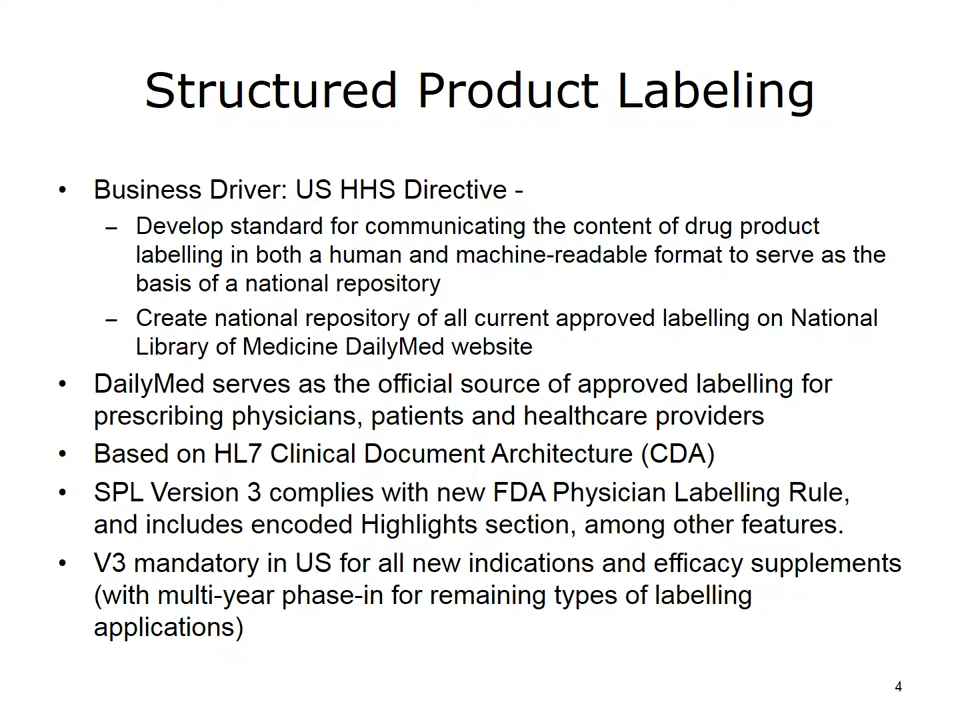 Structured Product Labeling
• Business Driver: US HHS Directive -
– Develop standard for communicating the content of drug product
labelling in both a human and machine-readable format to serve as the
basis of a national repository
– Create national repository of all current approved labelling on National
Library of Medicine DailyMed website
• DailyMed serves as the official source of approved labelling for
prescribing physicians, patients and healthcare providers
• Based on HL7 Clinical Document Architecture (CDA)
• SPL Version 3 complies with new FDA Physician Labelling Rule,
and includes encoded Highlights section, among other features.
• V3 mandatory in US for all new indications and efficacy supplements
(with multi-year phase-in for remaining types of labelling
applications)
4